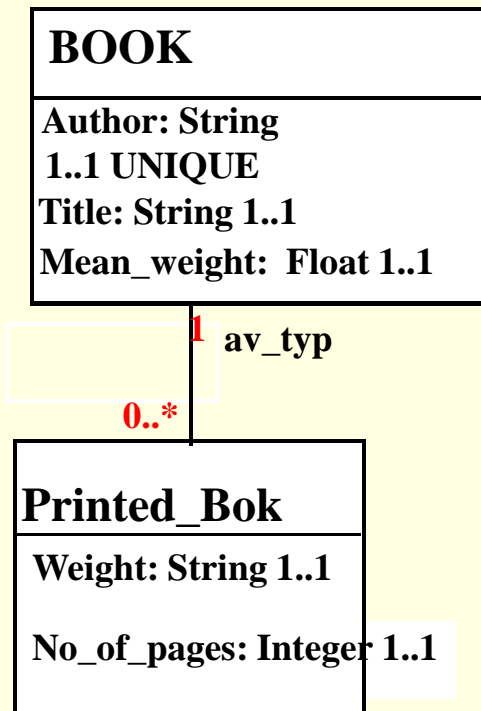 BOOK
Author: String
1..1 UNIQUE
Title: String 1..1
Mean_weight: Float 1..1
1 av_typ
0..*
Printed_Bok
Weight: String 1..1
No_of_pages: Integer 1..1